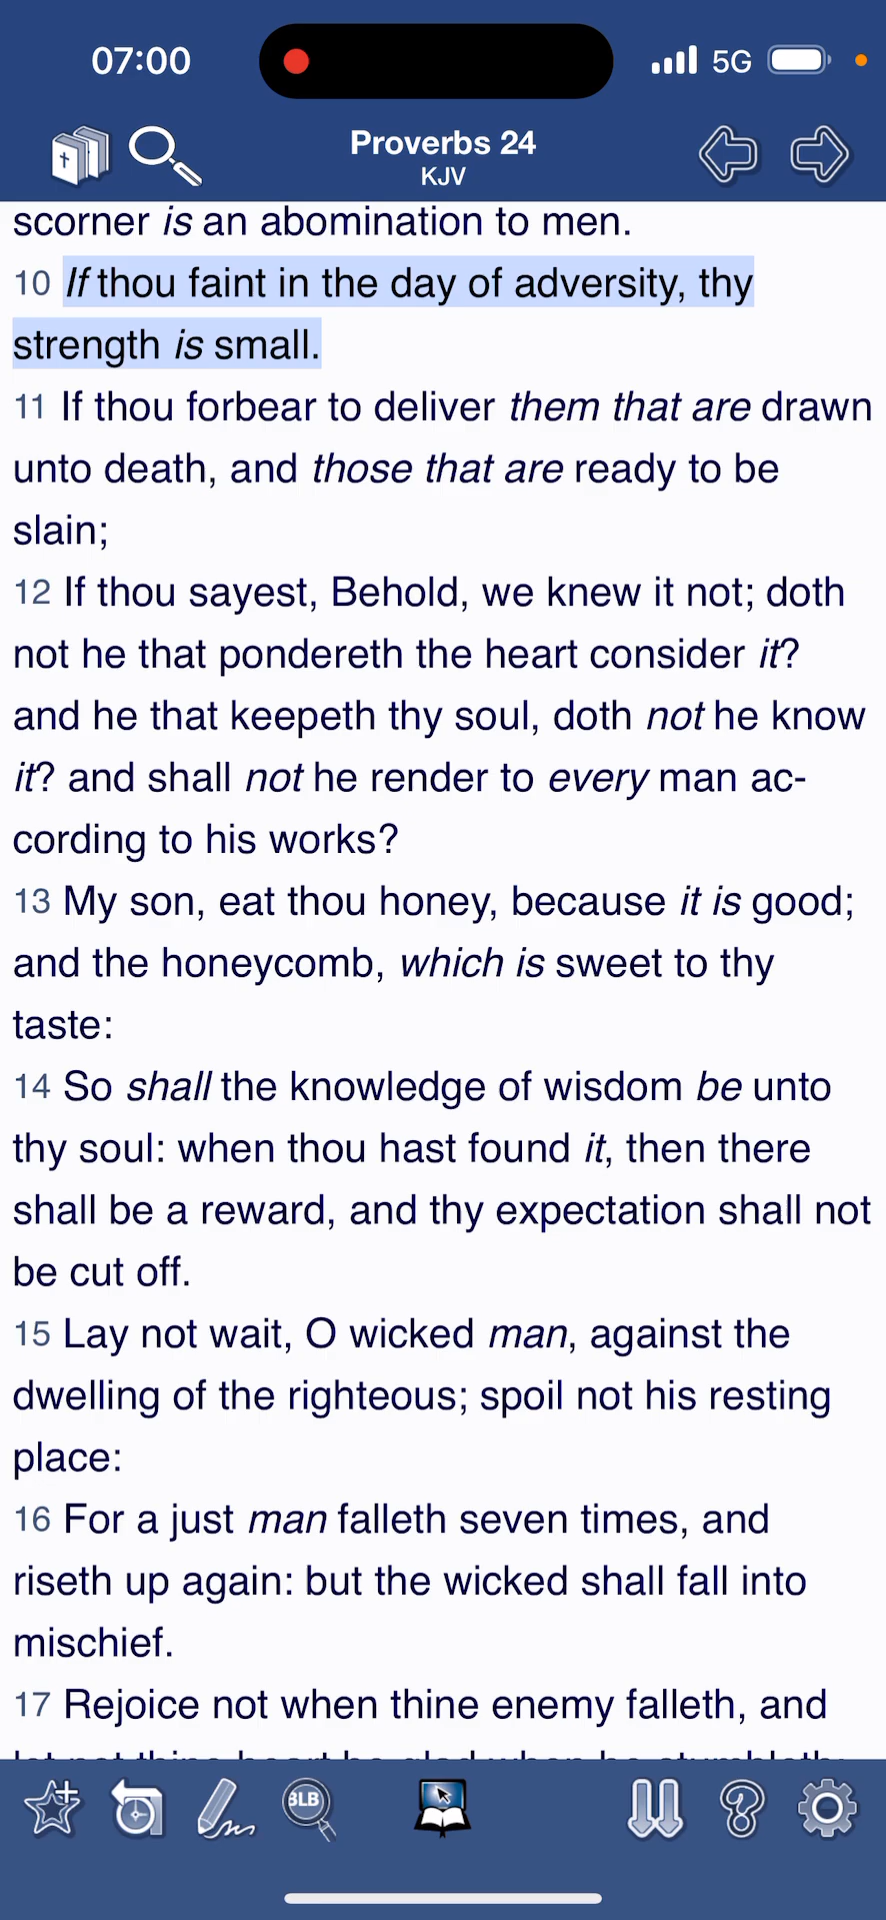 07:00
5G
Proverbs 24
KJV
scorner is an abomination to men.
10 If thou faint in the day of adversity, thy
strength is small.
11 If thou forbear to deliver them that are drawn
unto death, and those that are ready to be
slain;
12 If thou sayest, Behold, we knew it not; doth
not he that pondereth the heart consider it?
and he that keepeth thy soul, doth not he know
it? and shall not he render to every man ac-
cording to his works?
13 My son, eat thou honey, because it is good;
and the honeycomb, which is sweet to thy
taste:
14 So shall the knowledge of wisdom be unto
thy soul: when thou hast found it, then there
shall be a reward, and thy expectation shall not
be cut off.
15 Lay not wait, O wicked man, against the
dwelling of the righteous; spoil not his resting
place:
16 For a just man falleth seven times, and
riseth up again: but the wicked shall fall into
mischief.
17 Rejoice not when thine enemy falleth, and
let not thine heart be glad when he stumbleth:
BLB